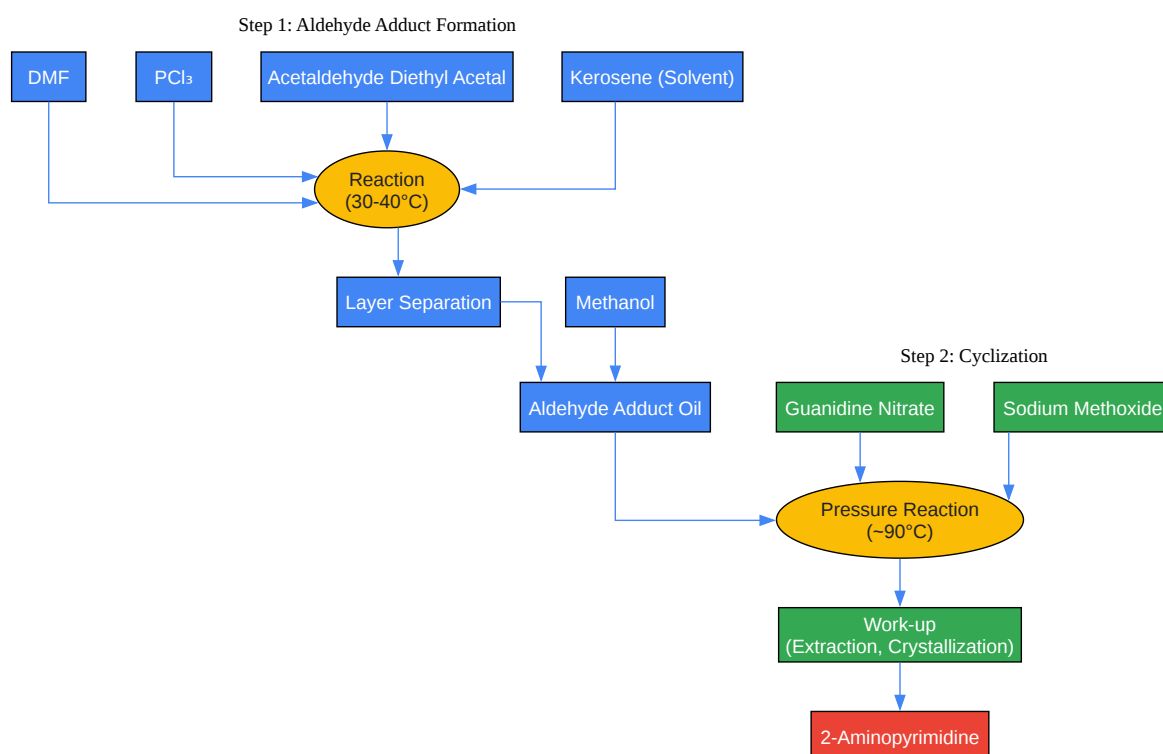 Step 1: Aldehyde Adduct Formation
DMF
PCl₃
Acetaldehyde Diethyl Acetal
Kerosene (Solvent)
Reaction
(30-40°C)
Layer Separation
Methanol
Step 2: Cyclization
Aldehyde Adduct Oil
Guanidine Nitrate
Sodium Methoxide
Pressure Reaction
(~90°C)
Work-up
(Extraction, Crystallization)
2-Aminopyrimidine